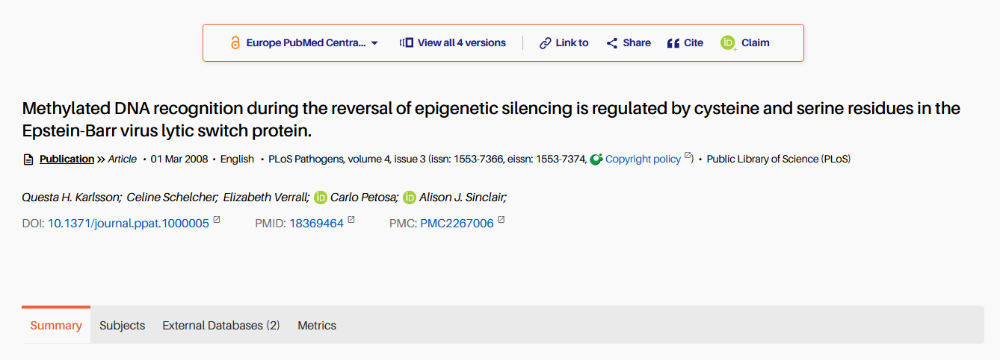 Europe PubMed Centra... View all 4 versions Link to Share Cite iD Claim
Methylated DNA recognition during the reversal of epigenetic silencing is regulated by cysteine and serine residues in the
Epstein-Barr virus lytic switch protein.
Publication » Article • 01 Mar 2008 • English • PLoS Pathogens, volume 4, issue 3 (issn: 1553-7366, eissn: 1553-7374, Copyright policy) • Public Library of Science (PLoS)
Questa H. Karlsson; Celine Schelcher; Elizabeth Verrall; iD Carlo Petosa; iD Alison J. Sinclair;
DOI: 10.1371/journal.ppat.1000005 PMID: 18369464 PMC: PMC2267006
Summary Subjects External Databases (2) Metrics